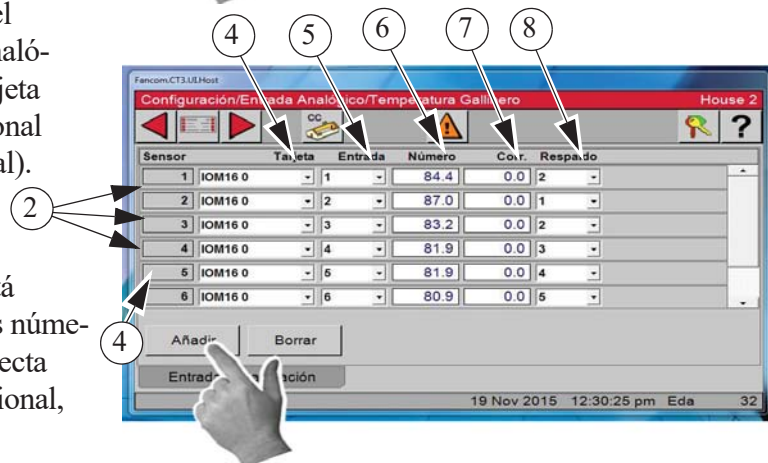 el
naló-
jeta
onal
al).
tá
s núme-
ecta
ional,
4 5 6 7 8
2
4
Fancom.CT3.UI.Host
Configuración/Entrada Analógico/Temperatura Gallinero House 2
CC
?
Sensor Tarjeta Entrada Número Corr. Respaldo
1 IOM16 0 1 84.4 0.0 2
2 IOM16 0 2 87.0 0.0 1
3 IOM16 0 3 83.2 0.0 2
4 IOM16 0 4 81.9 0.0 3
5 IOM16 0 5 81.9 0.0 4
6 IOM16 0 6 80.9 0.0 5
Añadir Borrar
19 Nov 2015 12:30:25 pm Eda 32